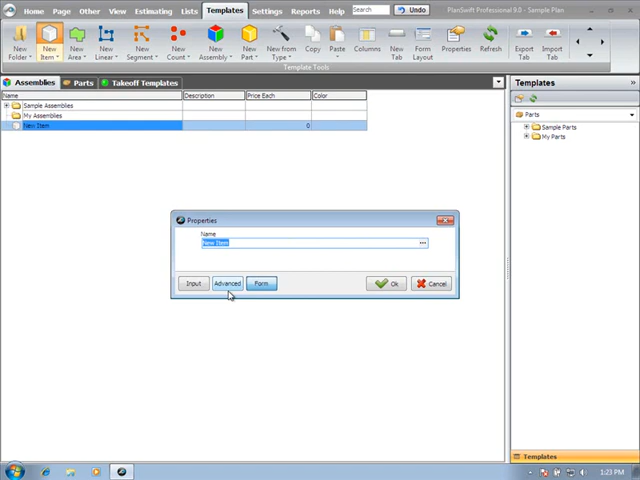 Home Page Other View Estimating Lists Templates Takeoff Settings Reports Help Search Undo PlanSwift Professional 9.0 - Sample Plan
New Folder New Item New Area New Linear New Segment New Count New Assembly New Part New from Type Copy Paste Columns New Tab Form Layout Properties Refresh Export Tab Import Tab
Template Tools
Assemblies Parts Takeoff Templates Templates
Name Description Price Each Color
Sample Assemblies
My Assemblies
New Item 0
Parts
Sample Parts
My Parts
Properties
Name
New Item
Input Advanced Form Ok Cancel
Templates
1:23 PM